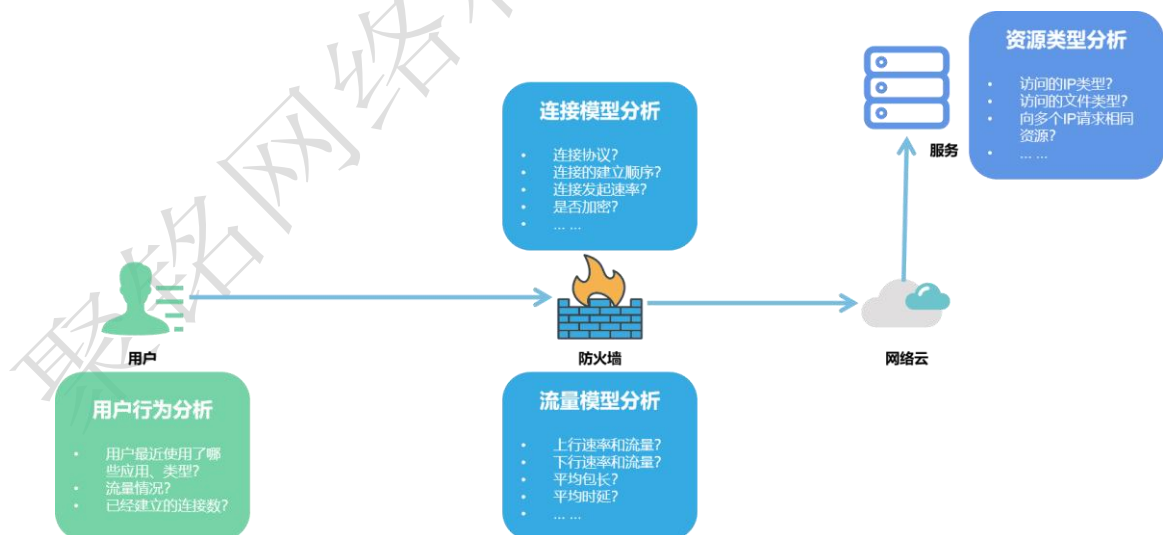 资源类型分析
访问的IP类型?
访问的文件类型?
向多个IP请求相同
资源?
... ...
服务
连接模型分析
连接协议?
连接的建立顺序?
连接发起速率?
是否加密?
... ...
用户
防火墙
网络云
用户行为分析
用户最近使用了哪
些应用、类型?
流量情况?
已经建立的连接数?
流量模型分析
上行速率和流量?
下行速率和流量?
平均包长?
平均时延?
... ...
聚铭网络